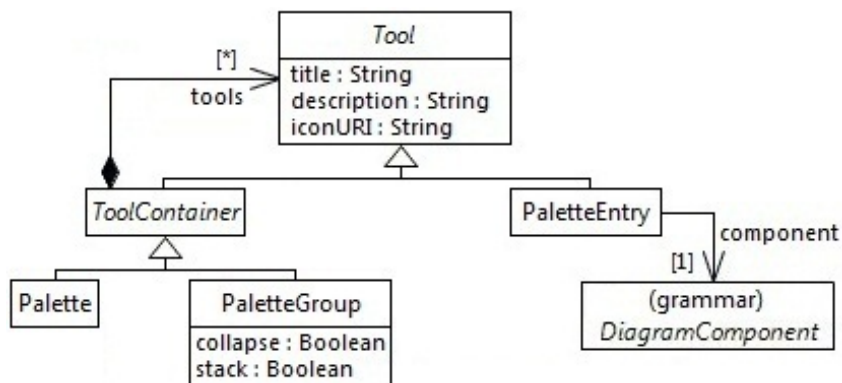 Tool
[*]
title : String
tools
description : String
iconURI : String
ToolContainer
PaletteEntry
component
[1]
Palette
PaletteGroup
(grammar)
DiagramComponent
collapse : Boolean
stack : Boolean